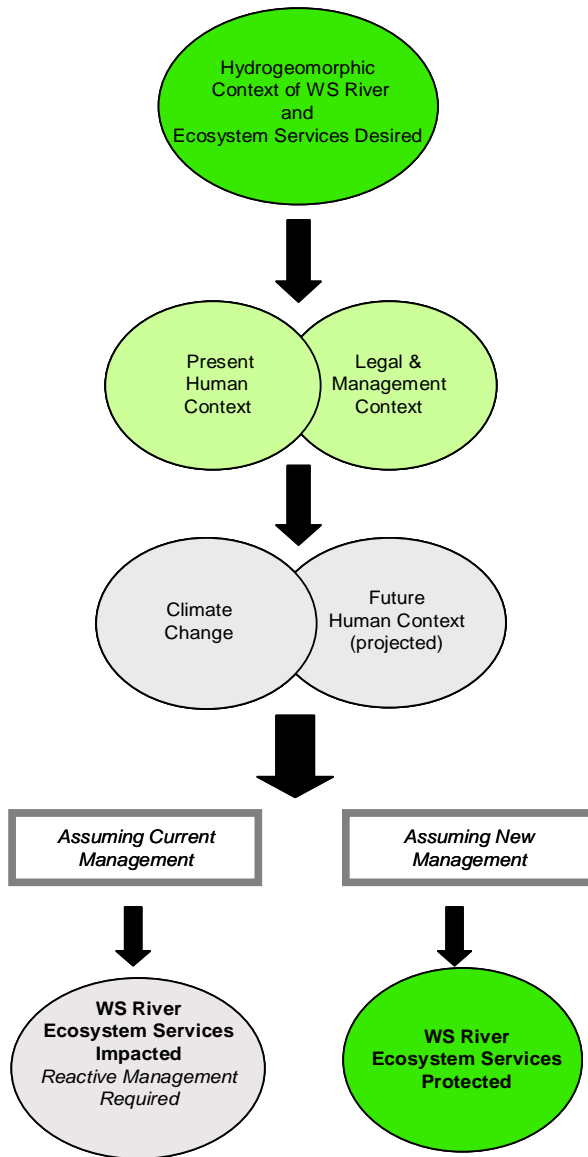 Hydrogeomorphic
Context of WS River
and
Ecosystem Services Desired
Present
Human
Context
Legal &
Management
Context
Climate
Change
Future
Human Context
(projected)
Assuming Current
Management
Assuming New
Management
WS River
Ecosystem Services
Impacted
Reactive Management
Required
WS River
Ecosystem Services
Protected